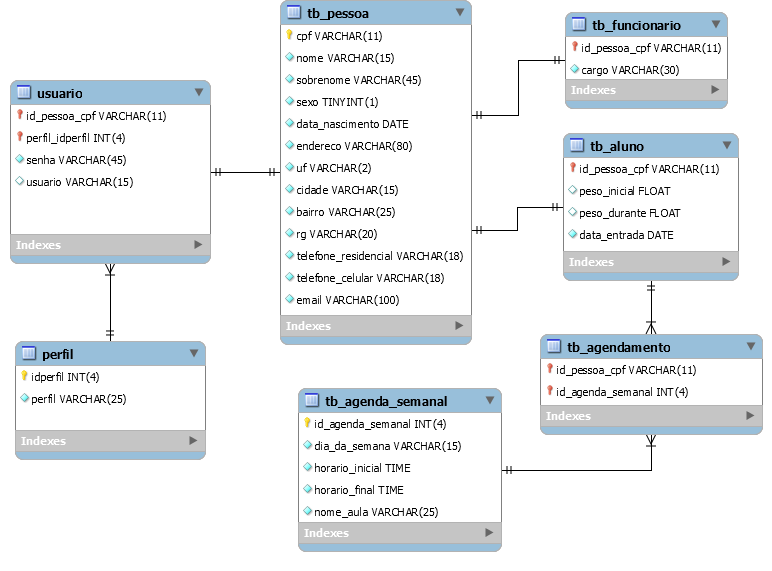 tb_pessoa
cpf VARCHAR(11)
nome VARCHAR(15)
sobrenome VARCHAR(45)
sexo TINYINT(1)
data_nascimento DATE
endereco VARCHAR(80)
uf VARCHAR(2)
cidade VARCHAR(15)
bairro VARCHAR(25)
rg VARCHAR(20)
telefone_residencial VARCHAR(18)
telefone_celular VARCHAR(18)
email VARCHAR(100)
Indexes
tb_funcionario
id_pessoa_cpf VARCHAR(11)
cargo VARCHAR(30)
Indexes
usuario
id_pessoa_cpf VARCHAR(11)
perfil_idperfil INT(4)
senha VARCHAR(45)
usuario VARCHAR(15)
Indexes
tb_aluno
id_pessoa_cpf VARCHAR(11)
peso_inicial FLOAT
peso_durante FLOAT
data_entrada DATE
Indexes
perfil
idperfil INT(4)
perfil VARCHAR(25)
Indexes
tb_agendamento
id_pessoa_cpf VARCHAR(11)
id_agenda_semanal INT(4)
Indexes
tb_agenda_semanal
id_agenda_semanal INT(4)
dia_da_semana VARCHAR(15)
horario_inicial TIME
horario_final TIME
nome_aula VARCHAR(25)
Indexes